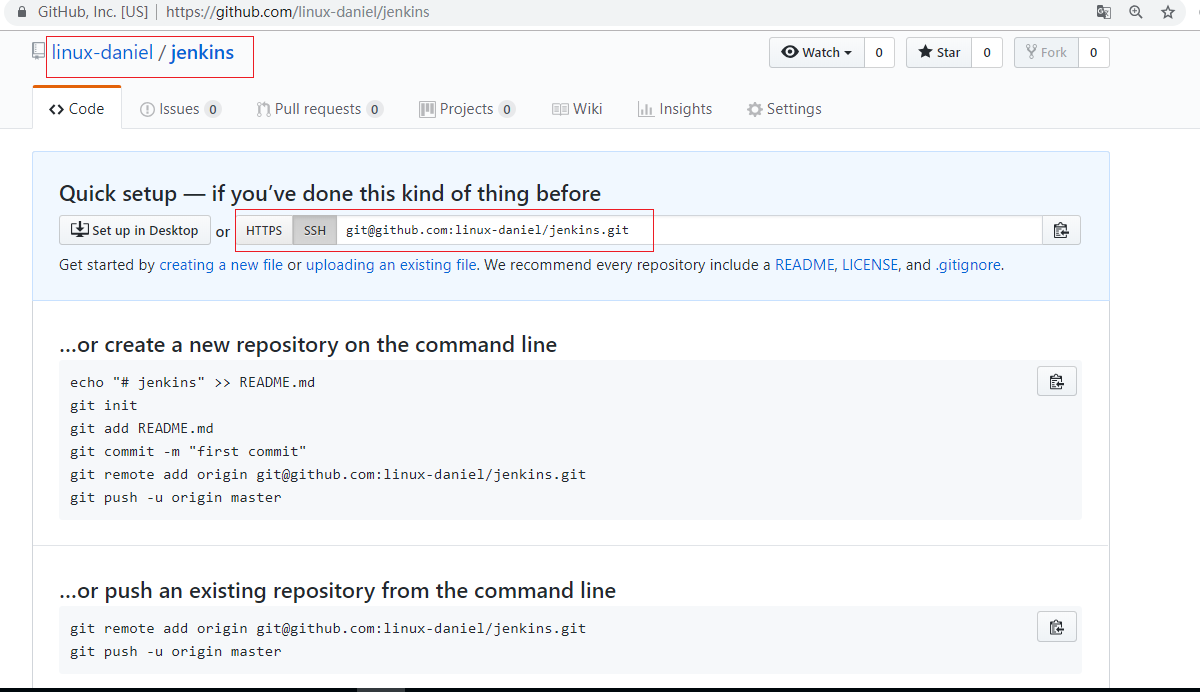 GitHub, Inc. [US] | https://github.com/linux-daniel/jenkins
linux-daniel / jenkins
Watch 0 Star 0 Fork 0
<> Code Issues 0 Pull requests 0 Projects 0 Wiki Insights Settings
Quick setup — if you’ve done this kind of thing before
Set up in Desktop or HTTPS SSH git@github.com:linux-daniel/jenkins.git
Get started by creating a new file or uploading an existing file. We recommend every repository include a README, LICENSE, and .gitignore.
…or create a new repository on the command line
echo "# jenkins" >> README.md
git init
git add README.md
git commit -m "first commit"
git remote add origin git@github.com:linux-daniel/jenkins.git
git push -u origin master
…or push an existing repository from the command line
git remote add origin git@github.com:linux-daniel/jenkins.git
git push -u origin master